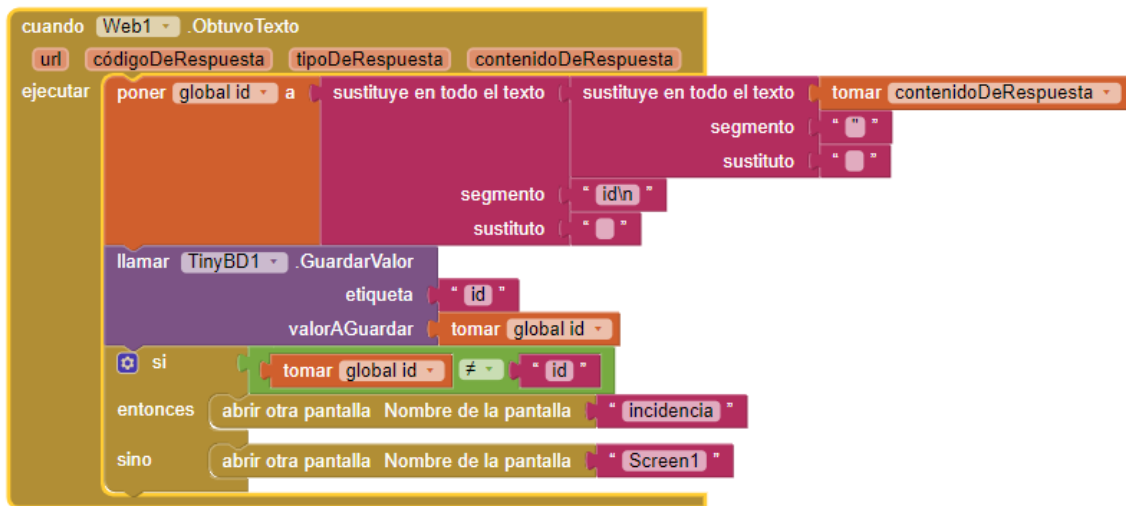 cuando Web1 .ObtuvoTexto
url códigoDeRespuesta tipoDeRespuesta contenidoDeRespuesta
ejecutar poner global id a sustituye en todo el texto sustituye en todo el texto tomar contenidoDeRespuesta
segmento " " "
sustituto " "
segmento " id\n "
sustituto " "
llamar TinyBD1 .GuardarValor
etiqueta " id "
valorAGuardar tomar global id
si tomar global id ≠ " id "
entonces abrir otra pantalla Nombre de la pantalla " incidencia "
sino abrir otra pantalla Nombre de la pantalla " Screen1 "